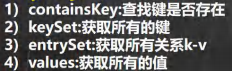 1) containsKey:查找键是否存在
2) keySet:获取所有的键
3) entrySet:获取所有关系k-v
4) values:获取所有的值